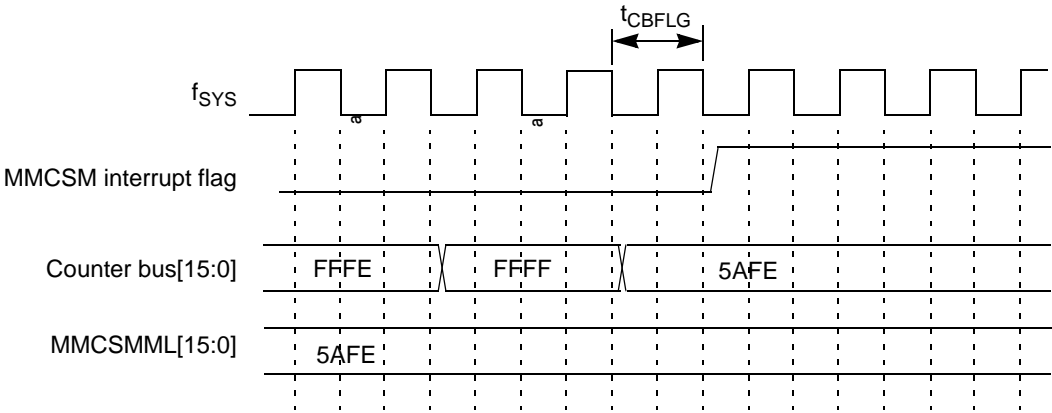 tCBFLG
fSYS
a
a
MMCSM interrupt flag
Counter bus[15:0]
FFFE
FFFF
5AFE
MMCSMML[15:0]
5AFE